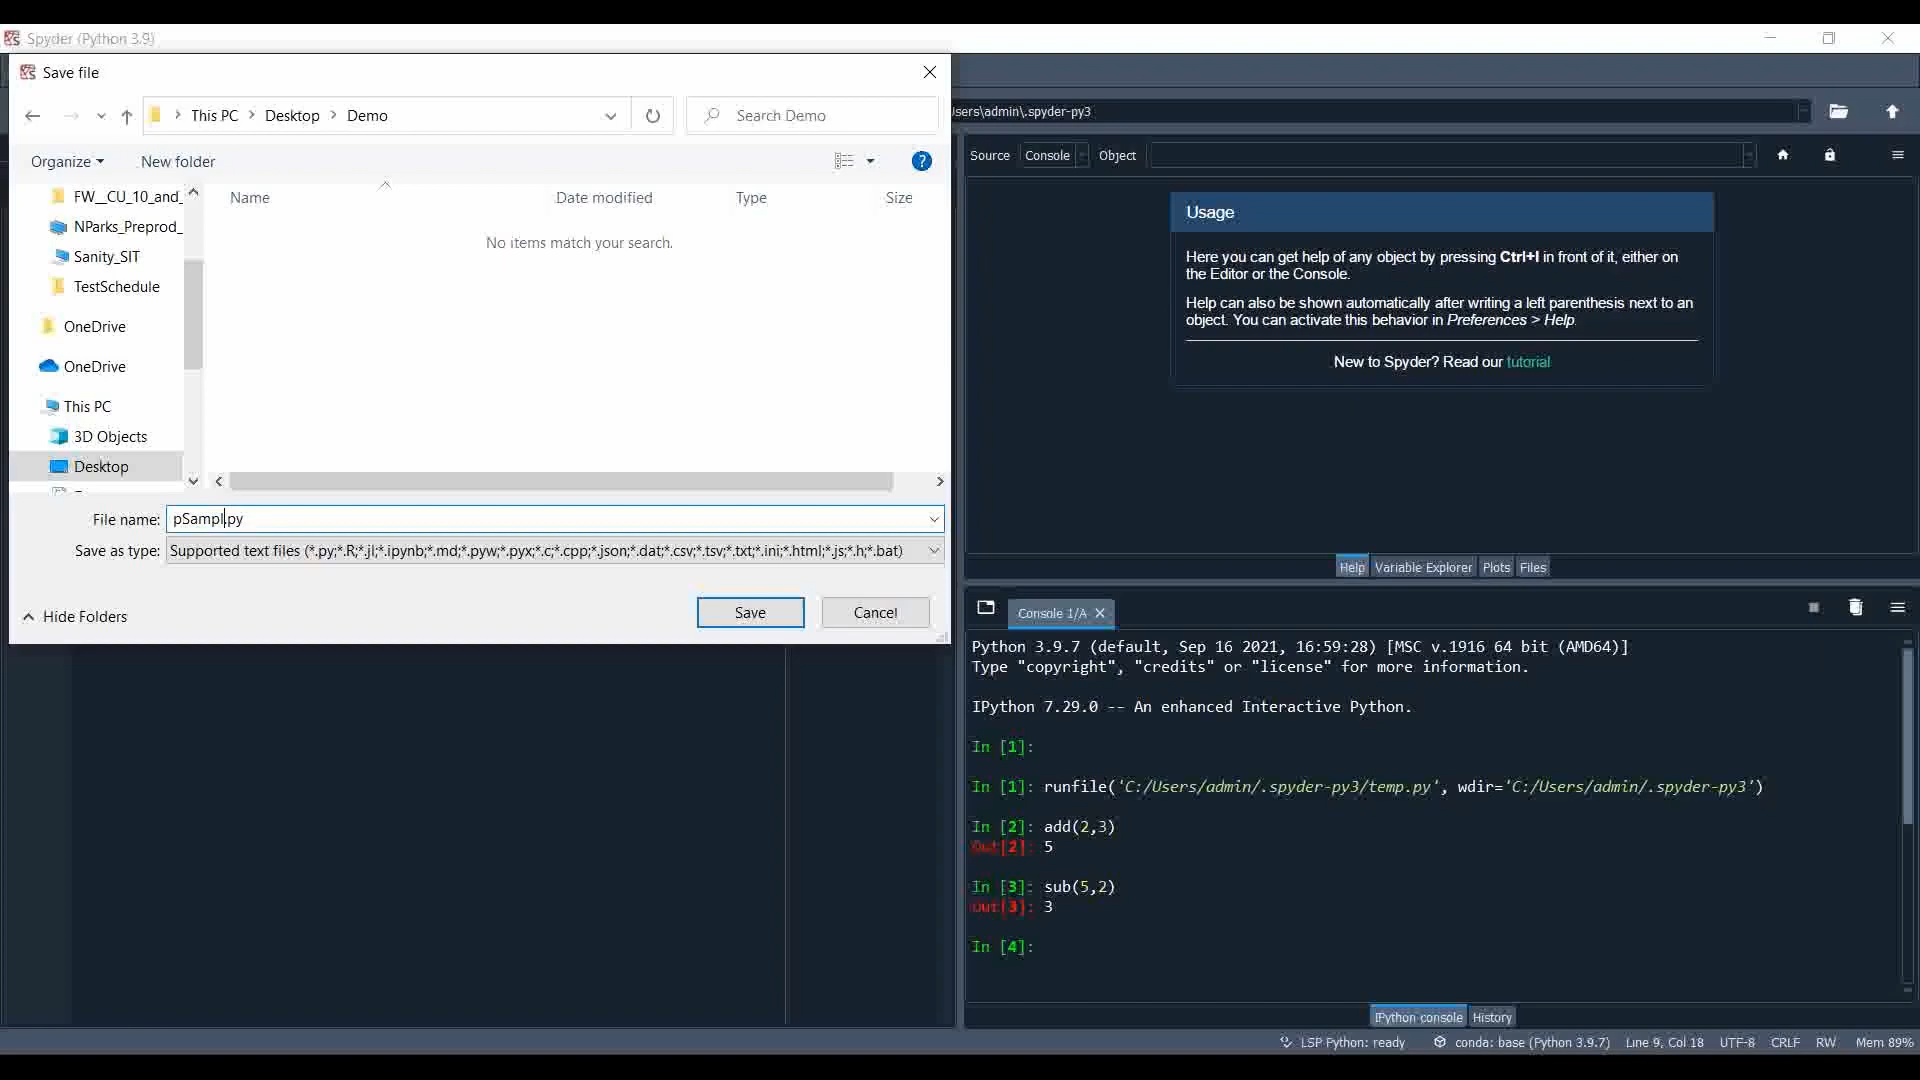 Spyder (Python 3.9)
Save file
This PC > Desktop > Demo
Search Demo
Organize
New folder
Name
Date modified
Type
Size
FW__CU_10_and_
NParks_Preprod_
Sanity_SIT
TestSchedule
OneDrive
OneDrive
This PC
3D Objects
Desktop
No items match your search.
File name: pSampl.py
Save as type: Supported text files (*.py;*.R;*.jl;*.ipynb;*.md;*.pyw;*.pyx;*.c;*.cpp;*.json;*.dat;*.csv;*.tsv;*.txt;*.ini;*.html;*.js;*.h;*.bat)
Hide Folders
Save
Cancel
sers\admin\.spyder-py3
Source Console Object
Usage
Here you can get help of any object by pressing Ctrl+I in front of it, either on
the Editor or the Console.
Help can also be shown automatically after writing a left parenthesis next to an
object. You can activate this behavior in Preferences > Help.
New to Spyder? Read our tutorial
Help Variable Explorer Plots Files
Console 1/A
Python 3.9.7 (default, Sep 16 2021, 16:59:28) [MSC v.1916 64 bit (AMD64)]
Type "copyright", "credits" or "license" for more information.
IPython 7.29.0 -- An enhanced Interactive Python.
In [1]:
In [1]: runfile('C:/Users/admin/.spyder-py3/temp.py', wdir='C:/Users/admin/.spyder-py3')
In [2]: add(2,3)
Out[2]: 5
In [3]: sub(5,2)
Out[3]: 3
In [4]:
IPython console History
LSP Python: ready conda: base (Python 3.9.7) Line 9, Col 18 UTF-8 CRLF RW Mem 89%